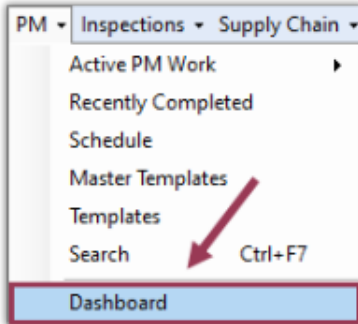 PM Inspections Supply Chain
Active PM Work
Recently Completed
Schedule
Master Templates
Templates
Search Ctrl+F7
Dashboard